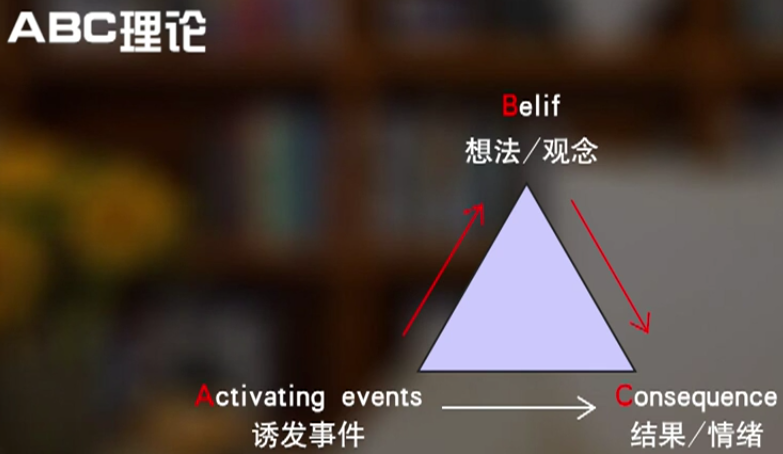 ABC理论
Belif
想法/观念
Activating events
诱发事件
Consequence
结果/情绪